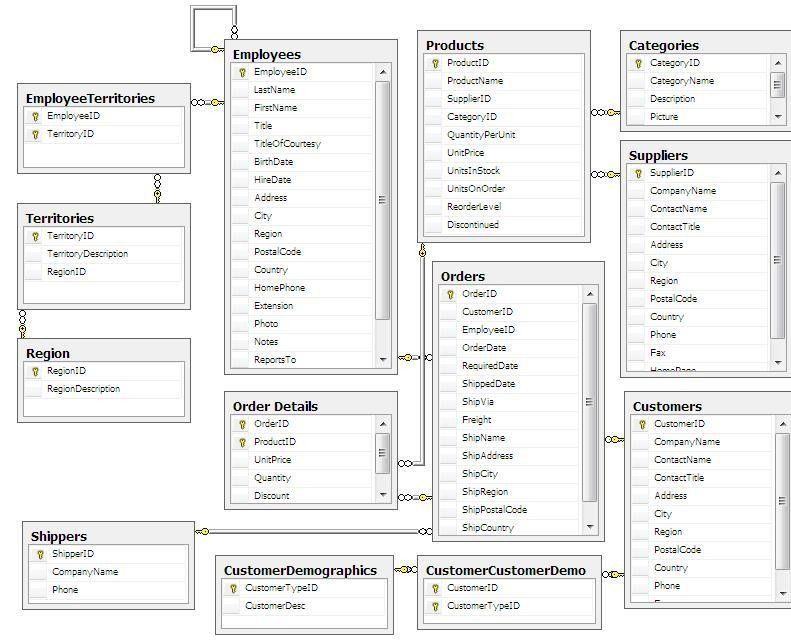 Employees
EmployeeID
LastName
FirstName
Title
TitleOfCourtesy
BirthDate
HireDate
Address
City
Region
PostalCode
Country
HomePhone
Extension
Photo
Notes
ReportsTo
Products
ProductID
ProductName
SupplierID
CategoryID
QuantityPerUnit
UnitPrice
UnitsInStock
UnitsOnOrder
ReorderLevel
Discontinued
Categories
CategoryID
CategoryName
Description
Picture
EmployeeTerritories
EmployeeID
TerritoryID
Suppliers
SupplierID
CompanyName
ContactName
ContactTitle
Address
City
Region
PostalCode
Country
Phone
Fax
HomePage
Territories
TerritoryID
TerritoryDescription
RegionID
Orders
OrderID
CustomerID
EmployeeID
OrderDate
RequiredDate
ShippedDate
ShipVia
Freight
ShipName
ShipAddress
ShipCity
ShipRegion
ShipPostalCode
ShipCountry
Region
RegionID
RegionDescription
Order Details
OrderID
ProductID
UnitPrice
Quantity
Discount
Customers
CustomerID
CompanyName
ContactName
ContactTitle
Address
City
Region
PostalCode
Country
Phone
Shippers
ShipperID
CompanyName
Phone
CustomerDemographics
CustomerTypeID
CustomerDesc
CustomerCustomerDemo
CustomerID
CustomerTypeID